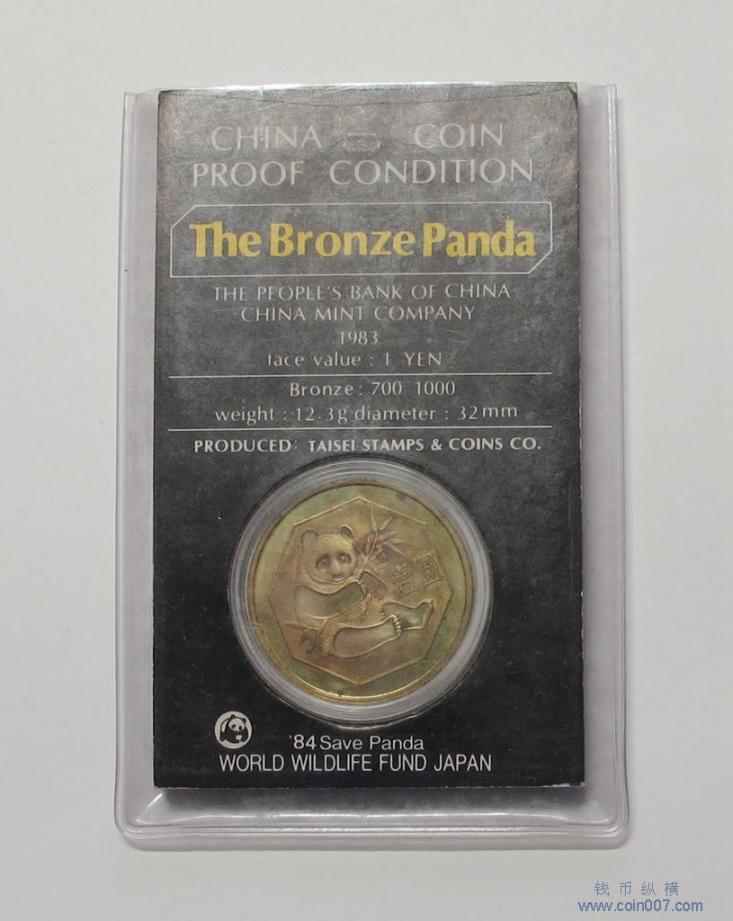 CHINA COIN
PROOF CONDITION
The Bronze Panda
THE PEOPLE'S BANK OF CHINA
CHINA MINT COMPANY
1983
face value : 1 YEN
Bronze : 700 1000
weight : 12.3g diameter : 32mm
PRODUCED: TAISEI STAMPS & COINS CO.
'84 Save Panda
WORLD WILDLIFE FUND JAPAN
钱币纵横
www.coin007.com